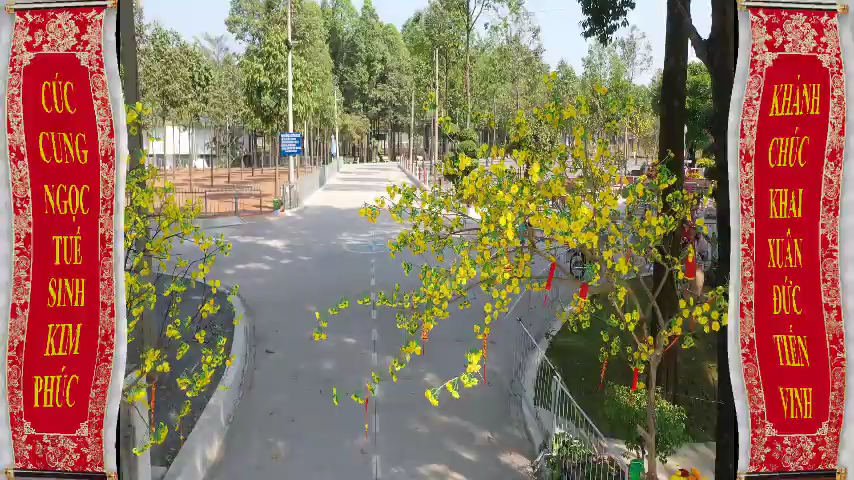 CÚC
CUNG
NGỌC
TUẾ
SINH
KIM
PHÚC
KHÁNH
CHÚC
KHAI
XUÂN
ĐỨC
TIẾN
VINH